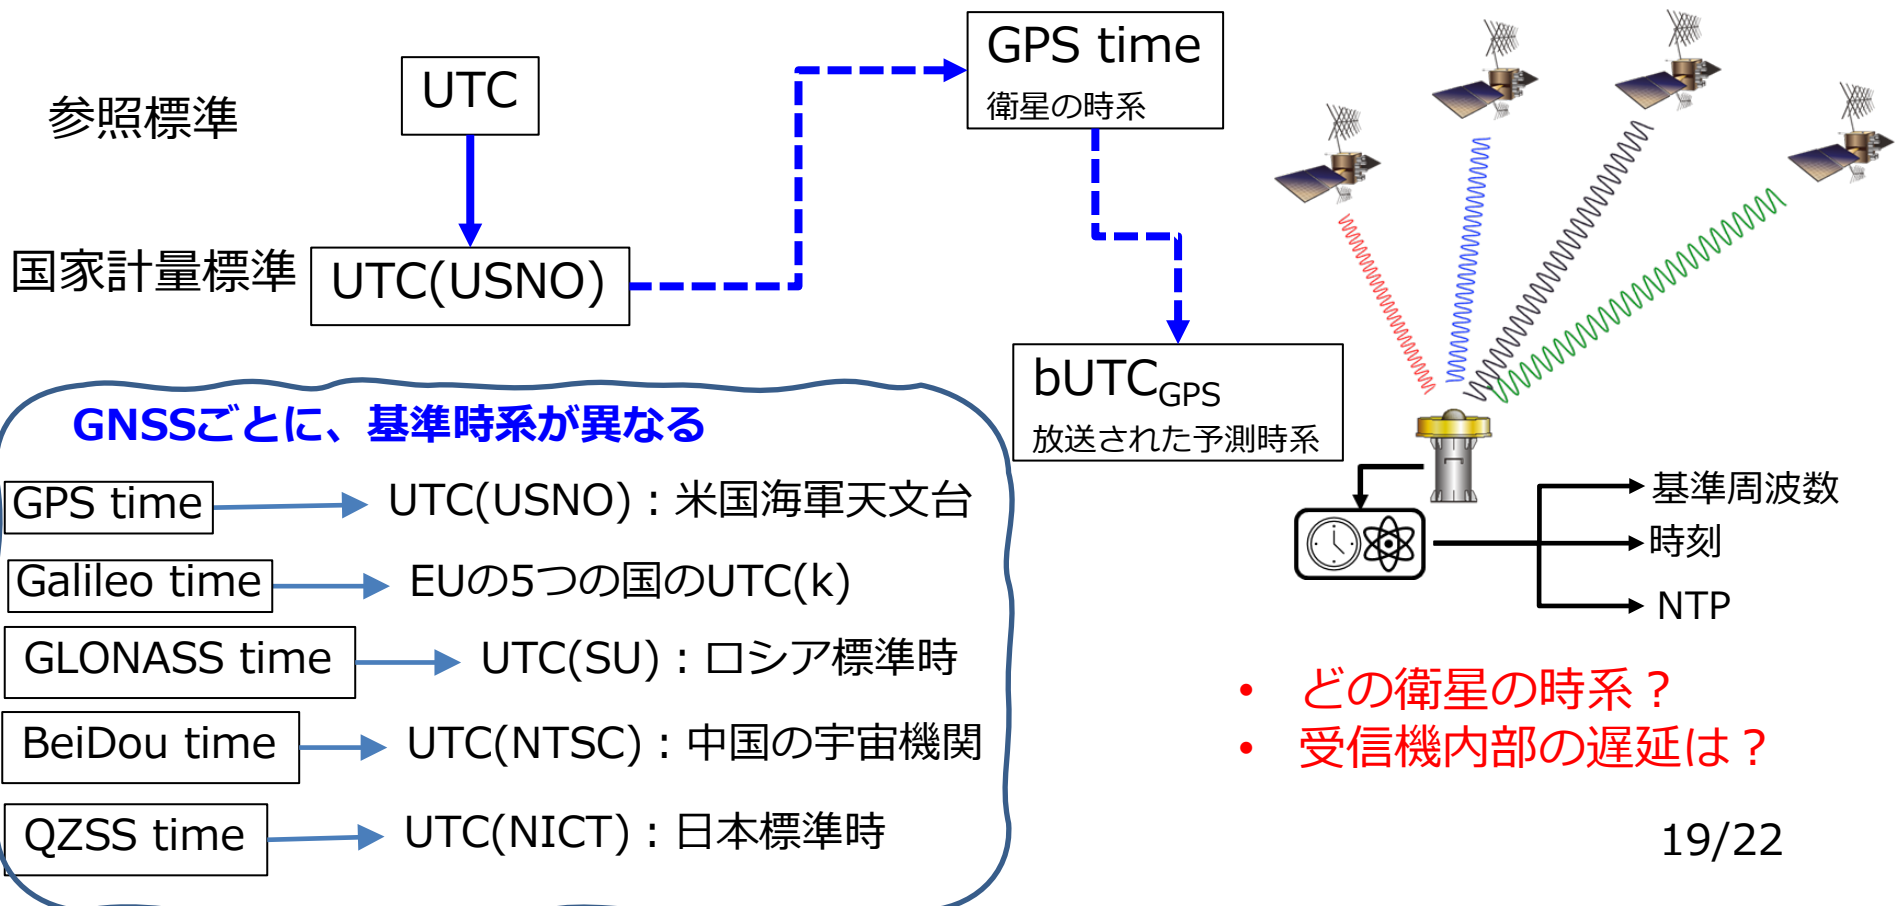 参照標準
UTC
国家計量標準
UTC(USNO)
GPS time
衛星の時系
bUTCGPS
放送された予測時系
GNSSごとに、基準時系が異なる
GPS time
UTC(USNO)：米国海軍天文台
Galileo time
EUの5つの国のUTC(k)
GLONASS time
UTC(SU)：ロシア標準時
BeiDou time
UTC(NTSC)：中国の宇宙機関
QZSS time
UTC(NICT)：日本標準時
基準周波数
時刻
NTP
• どの衛星の時系？
• 受信機内部の遅延は？
19/22